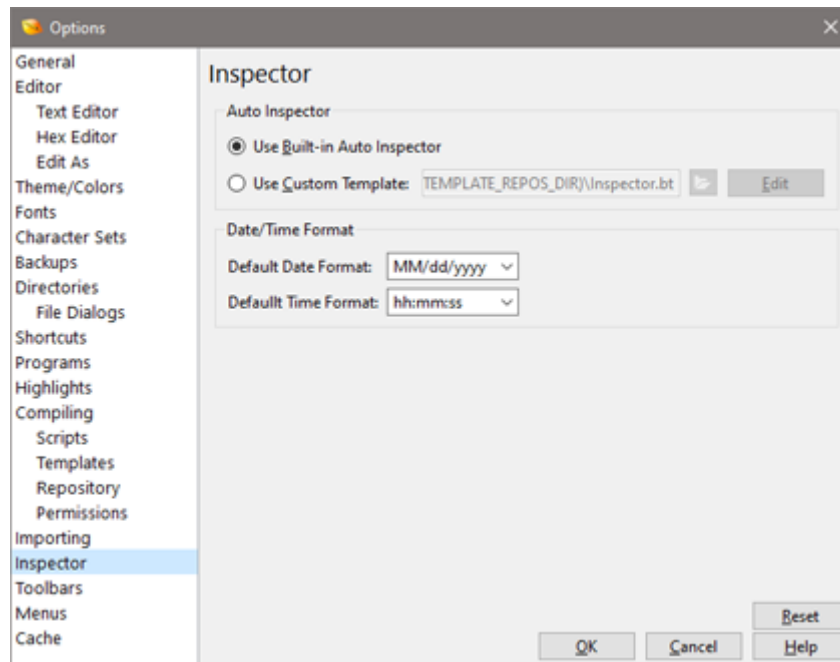 Options
General
Editor
Text Editor
Hex Editor
Edit As
Theme/Colors
Fonts
Character Sets
Backups
Directories
File Dialogs
Shortcuts
Programs
Highlights
Compiling
Scripts
Templates
Repository
Permissions
Importing
Inspector
Toolbars
Menus
Cache
Inspector
Auto Inspector
Use Built-in Auto Inspector
Use Custom Template: TEMPLATE_REPOS_DIR)\Inspector.bt Edit
Date/Time Format
Default Date Format: MM/dd/yyyy
Defaullt Time Format: hh:mm:ss
Reset
OK Cancel Help